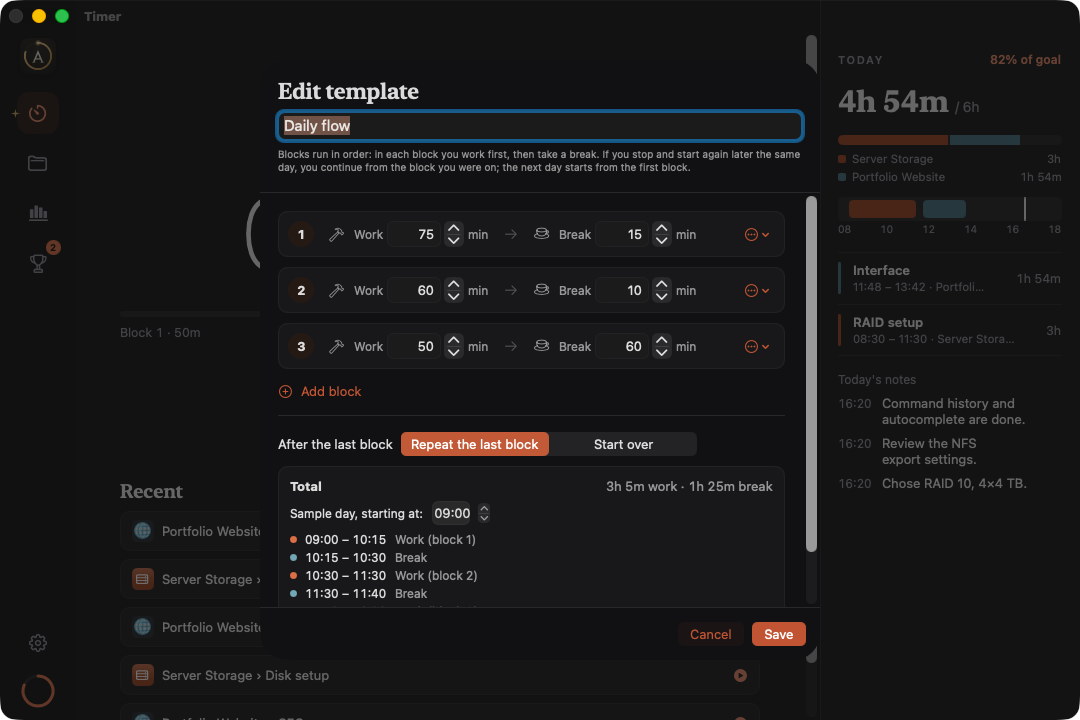 Timer
A
2
Block 1 · 50m
Recent
Portfolio Website
Server Storage ›
Portfolio Website
Server Storage › Disk setup
Edit template
Daily flow
Blocks run in order: in each block you work first, then take a break. If you stop and start again later the same
day, you continue from the block you were on; the next day starts from the first block.
1 Work 75 min → Break 15 min
2 Work 60 min → Break 10 min
3 Work 50 min → Break 60 min
Add block
After the last block Repeat the last block Start over
Total 3h 5m work · 1h 25m break
Sample day, starting at: 09:00
09:00 – 10:15 Work (block 1)
10:15 – 10:30 Break
10:30 – 11:30 Work (block 2)
11:30 – 11:40 Break
Cancel Save
TODAY 82% of goal
4h 54m / 6h
Server Storage 3h
Portfolio Website 1h 54m
08 10 12 14 16 18
Interface 1h 54m
11:48 – 13:42 · Portfoli...
RAID setup 3h
08:30 – 11:30 · Server Stora...
Today's notes
16:20 Command history and
autocomplete are done.
16:20 Review the NFS
export settings.
16:20 Chose RAID 10, 4×4 TB.